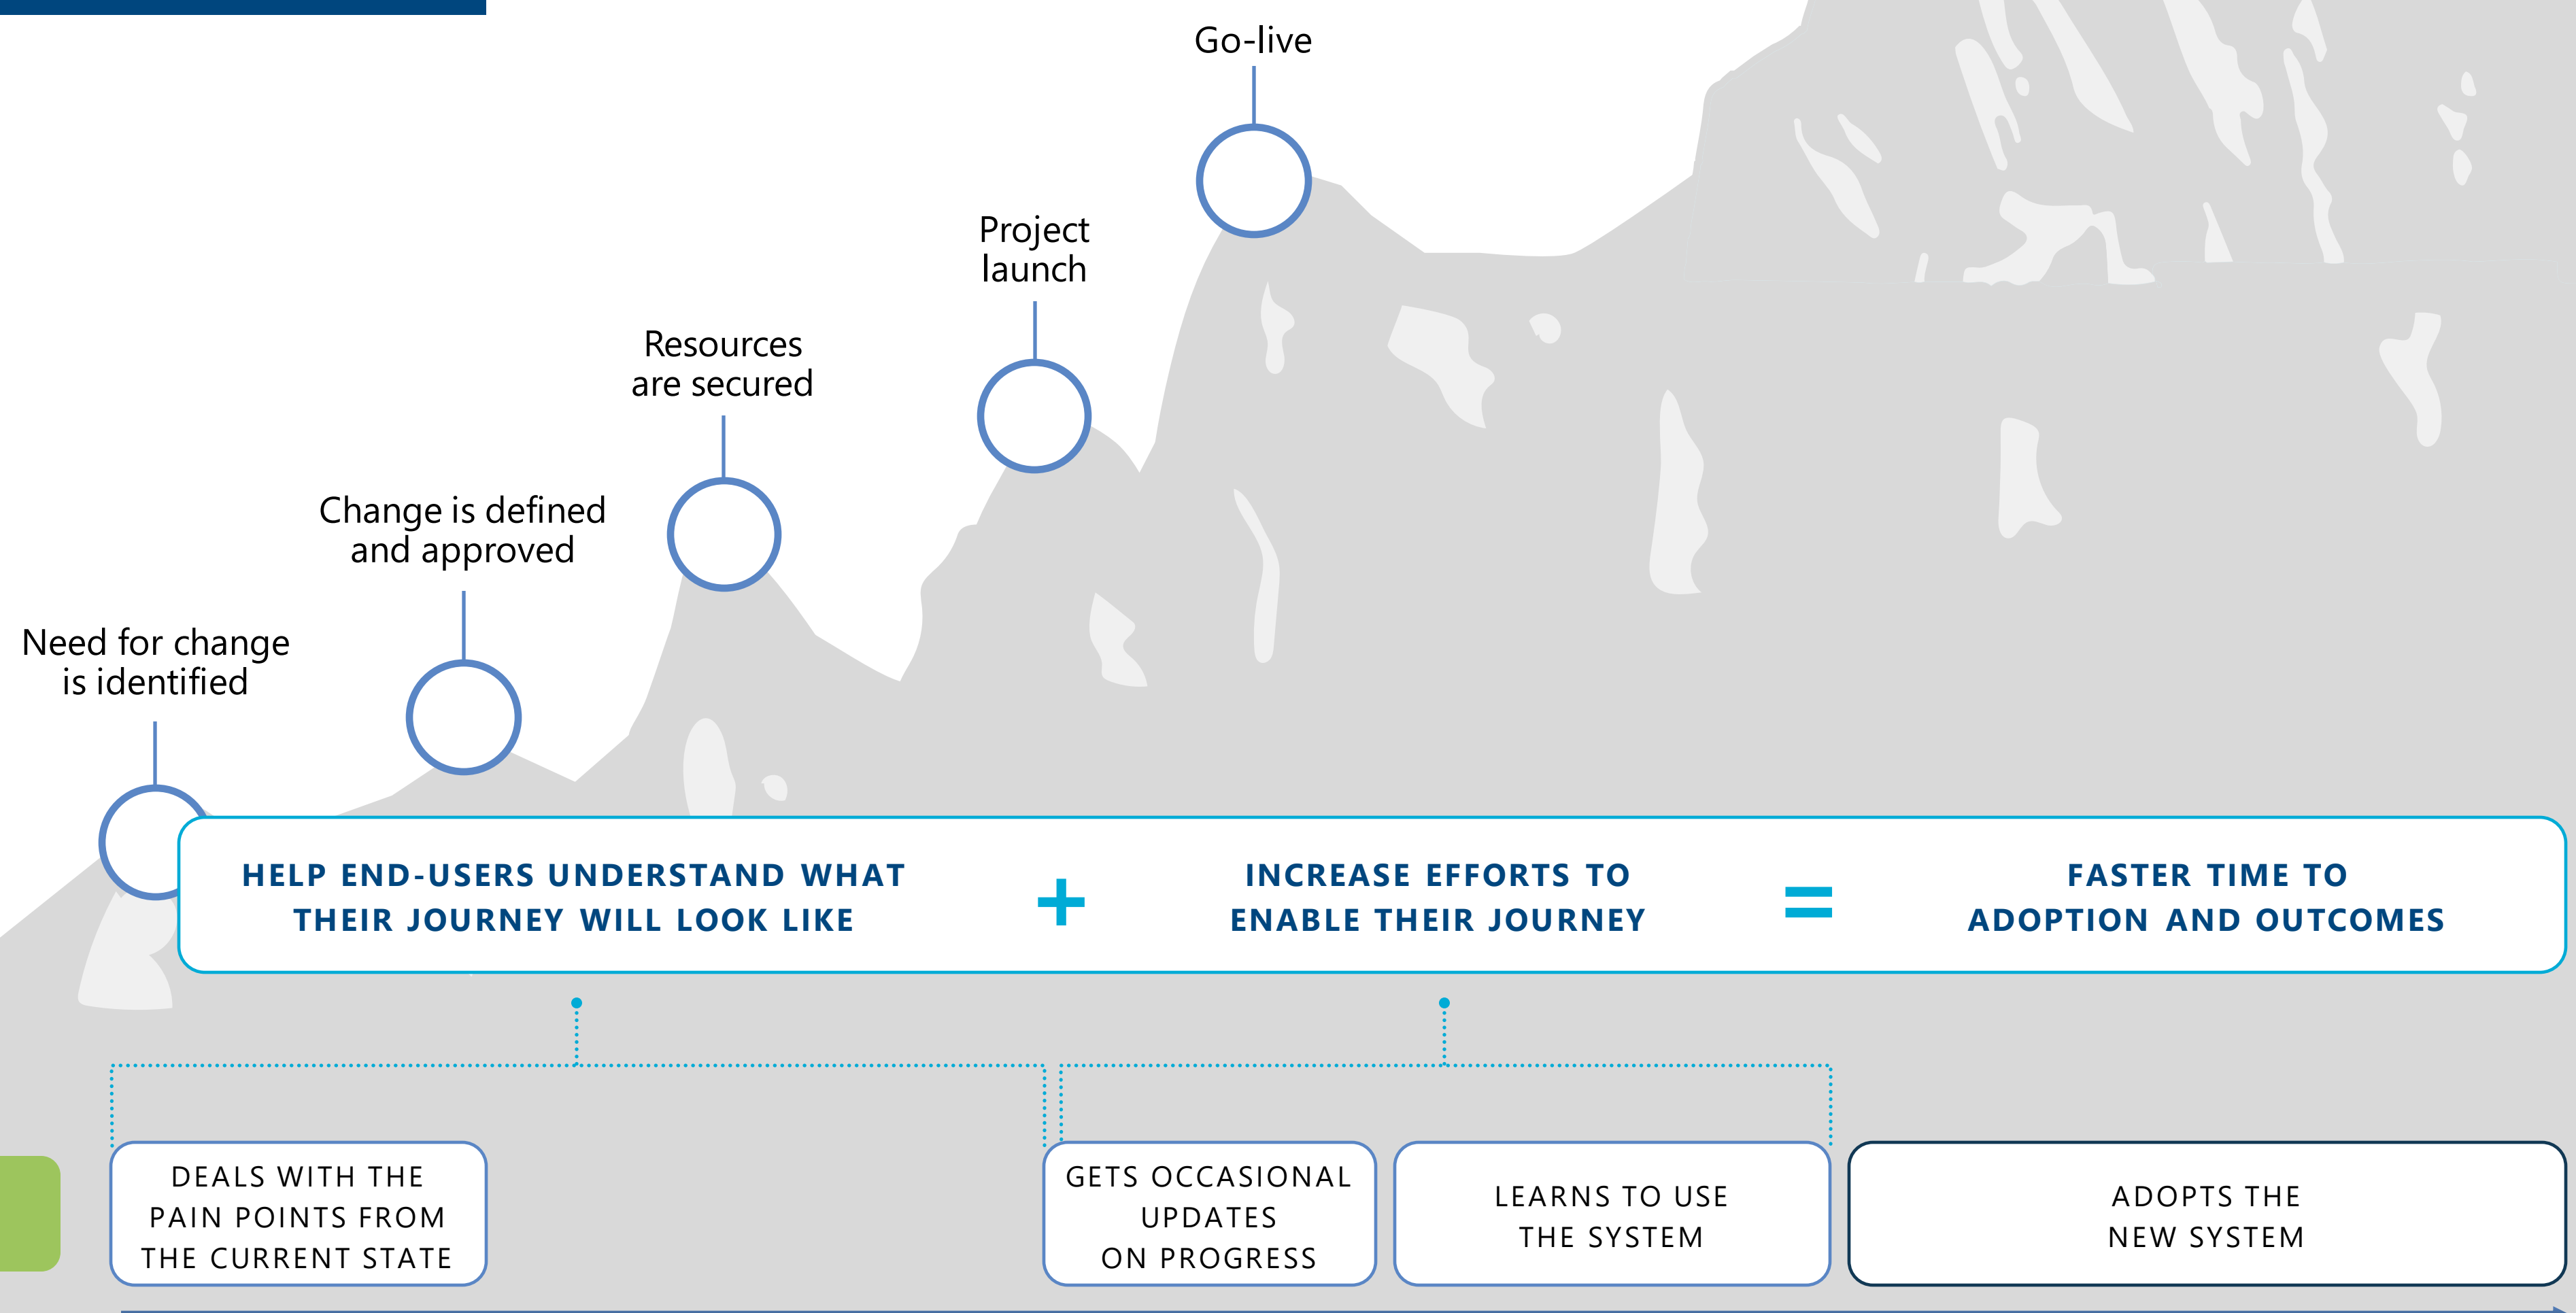 Go-live
Project
launch
Resources
are secured
Change is defined
and approved
Need for change
is identified
HELP END-USERS UNDERSTAND WHAT
THEIR JOURNEY WILL LOOK LIKE
+
INCREASE EFFORTS TO
ENABLE THEIR JOURNEY
=
FASTER TIME TO
ADOPTION AND OUTCOMES
DEALS WITH THE
PAIN POINTS FROM
THE CURRENT STATE
GETS OCCASIONAL
UPDATES
ON PROGRESS
LEARNS TO USE
THE SYSTEM
ADOPTS THE
NEW SYSTEM